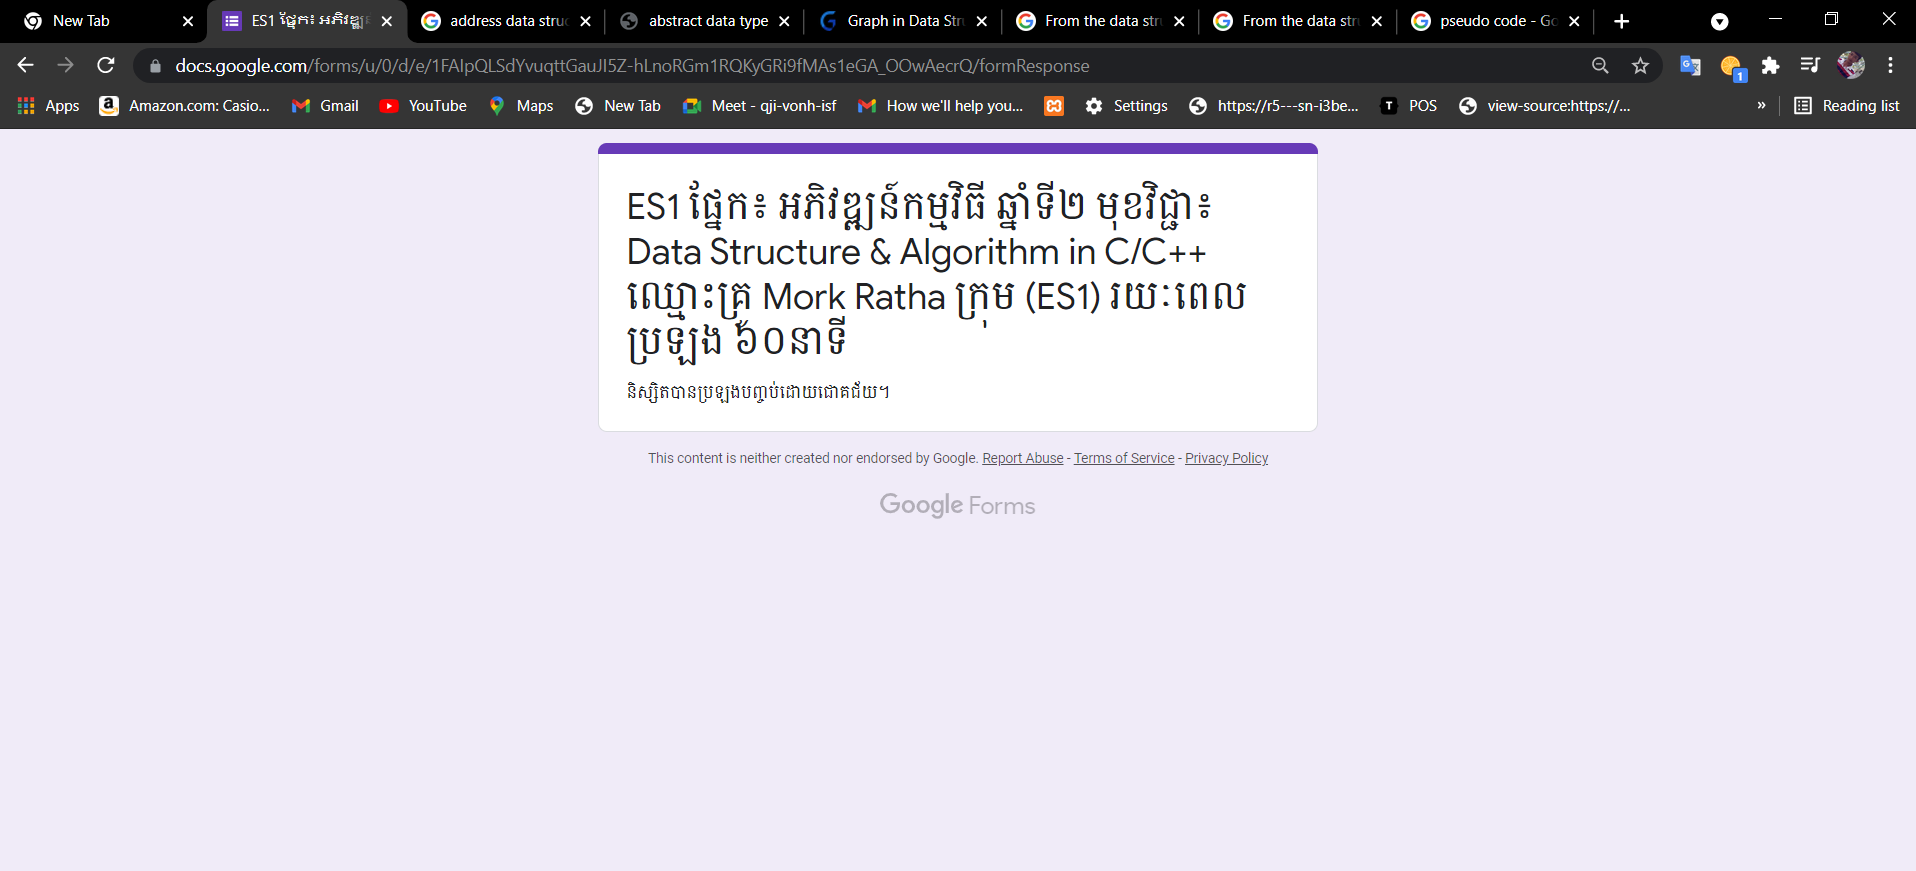 New Tab
ES1 ផ្នែក៖ អភិវឌ្ឍន
address data struc
abstract data type
Graph in Data Str
From the data str
From the data str
pseudo code - Go
docs.google.com/forms/u/0/d/e/1FAIpQLSdYvuqttGauJI5Z-hLnoRGm1RQKyGRi9fMAs1eGA_OOwAecrQ/formResponse
1
Apps
Amazon.com: Casio...
Gmail
YouTube
Maps
New Tab
Meet - qji-vonh-isf
How we'll help you...
Settings
https://r5---sn-i3be...
T
POS
view-source:https://...
»
Reading list
ES1 ផ្នែក៖ អភិវឌ្ឍន៍កម្មវិធី ឆ្នាំទី២ មុខវិជ្ជា៖
Data Structure & Algorithm in C/C++
ឈ្មោះគ្រូ Mork Ratha ក្រុម (ES1) រយៈពេល
ប្រឡង ៦០នាទី
និស្សិតបានប្រឡងបញ្ចប់ដោយជោគជ័យ។
This content is neither created nor endorsed by Google. Report Abuse - Terms of Service - Privacy Policy
Google Forms